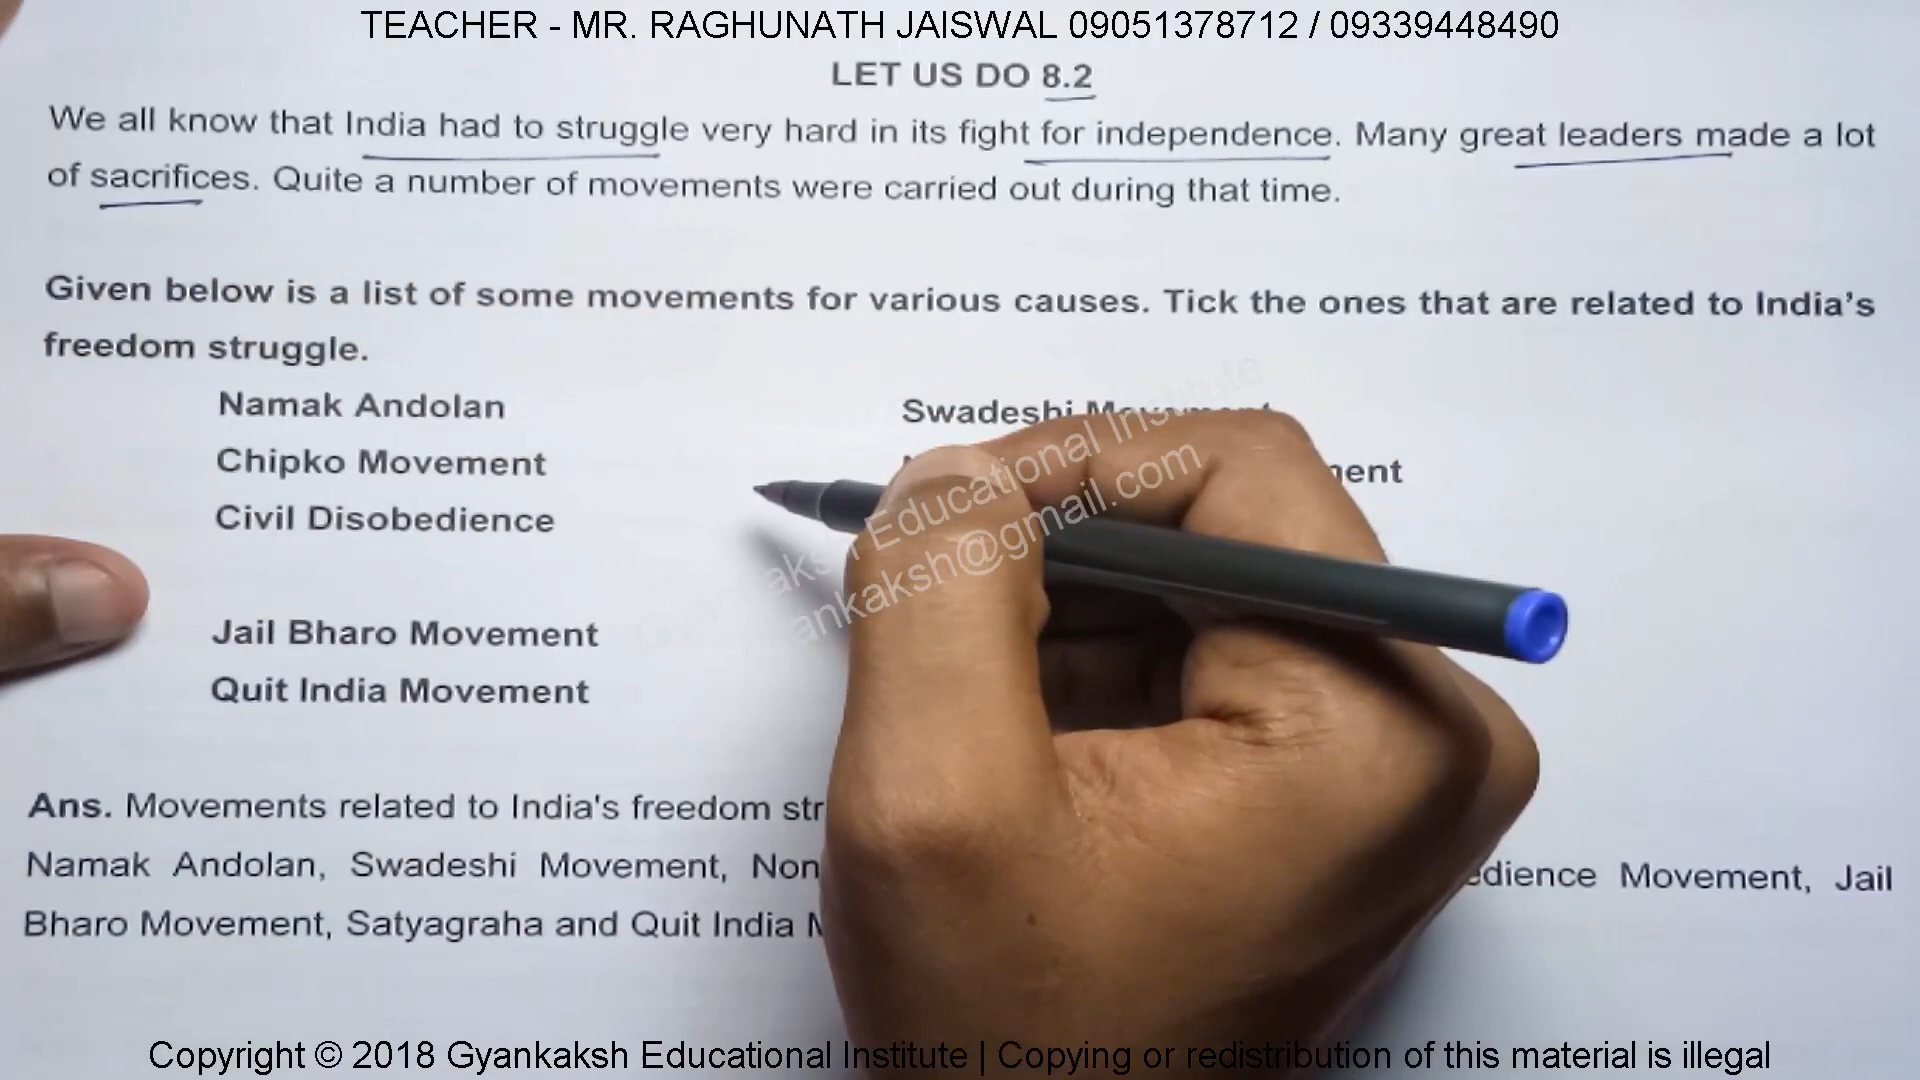 TEACHER - MR. RAGHUNATH JAISWAL 09051378712 / 09339448490
LET US DO 8.2
We all know that India had to struggle very hard in its fight for independence. Many great leaders made a lot
of sacrifices. Quite a number of movements were carried out during that time.
Given below is a list of some movements for various causes. Tick the ones that are related to India's
freedom struggle.
Namak Andolan
Swadeshi Movement
Chipko Movement
Civil Disobedience
Jail Bharo Movement
Quit India Movement
Ans. Movements related to India's freedom
Namak Andolan, Swadeshi Movement, Non Movement, Jail
Bharo Movement, Satyagraha and Quit India
Educational Institute
@gmail.com
Copyright © 2018 Gyankaksh Educational Institute | Copying or redistribution of this material is illegal